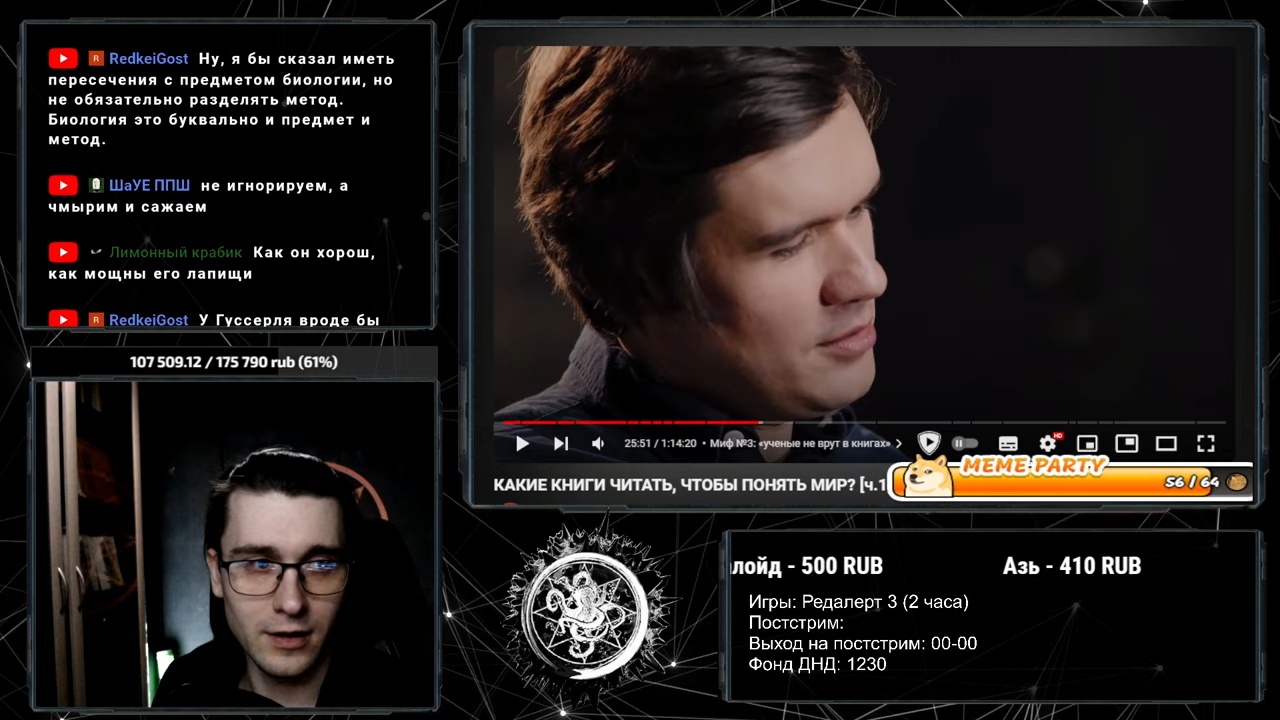 RedkeiGost Ну, я бы сказал иметь
пересечения с предметом биологии, но
не обязательно разделять метод.
Биология это буквально и предмет и
метод.
ШаУЕ ППШ не игнорируем, а
чмырим и сажаем
Лимонный крабик Как он хорош,
как мощны его лапищи
RedkeiGost У Гуссерля вроде бы
107 509.12 / 175 790 rub (61%)
25:51 / 1:14:20 • Миф №3: «ученые не врут в книгах»
HD
КАКИЕ КНИГИ ЧИТАТЬ, ЧТОБЫ ПОНЯТЬ МИР? [ч.1
MEME PARTY
56 / 64
лойд - 500 RUB Азь - 410 RUB
Игры: Редалерт 3 (2 часа)
Постстрим:
Выход на постстрим: 00-00
Фонд ДНД: 1230